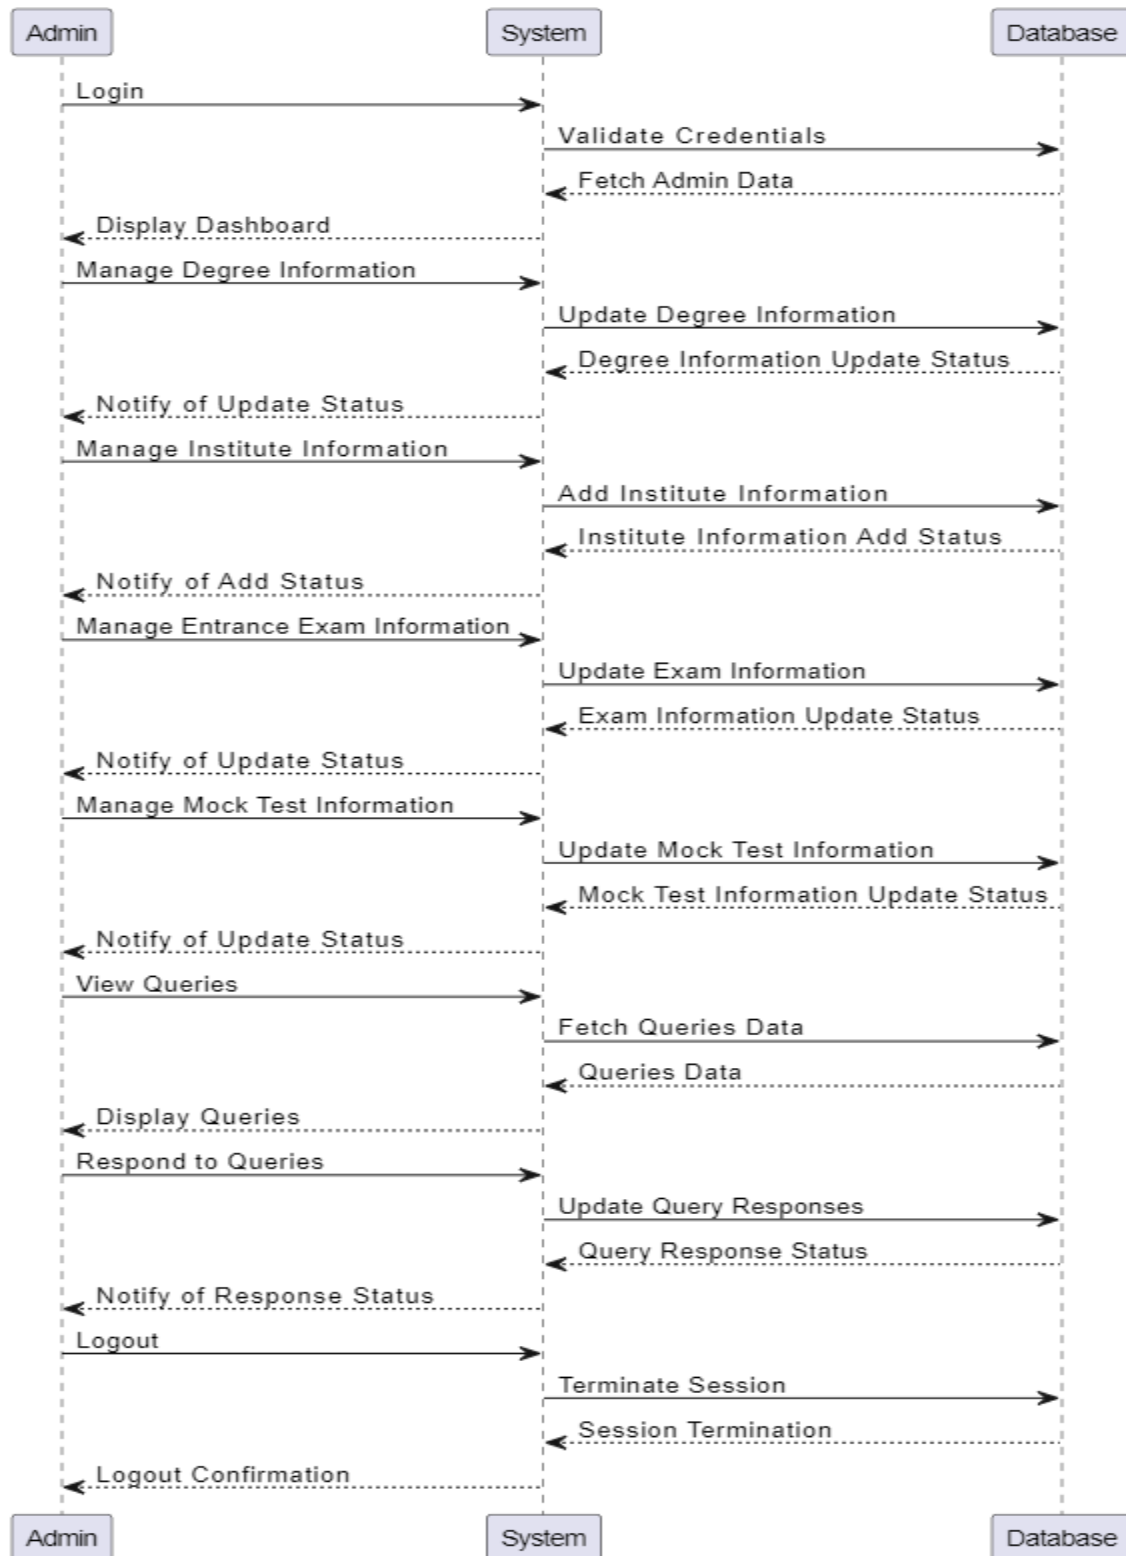 Admin System Database
Login
Validate Credentials
Fetch Admin Data
Display Dashboard
Manage Degree Information
Update Degree Information
Degree Information Update Status
Notify of Update Status
Manage Institute Information
Add Institute Information
Institute Information Add Status
Notify of Add Status
Manage Entrance Exam Information
Update Exam Information
Exam Information Update Status
Notify of Update Status
Manage Mock Test Information
Update Mock Test Information
Mock Test Information Update Status
Notify of Update Status
View Queries
Fetch Queries Data
Queries Data
Display Queries
Respond to Queries
Update Query Responses
Query Response Status
Notify of Response Status
Logout
Terminate Session
Session Termination
Logout Confirmation
Admin System Database